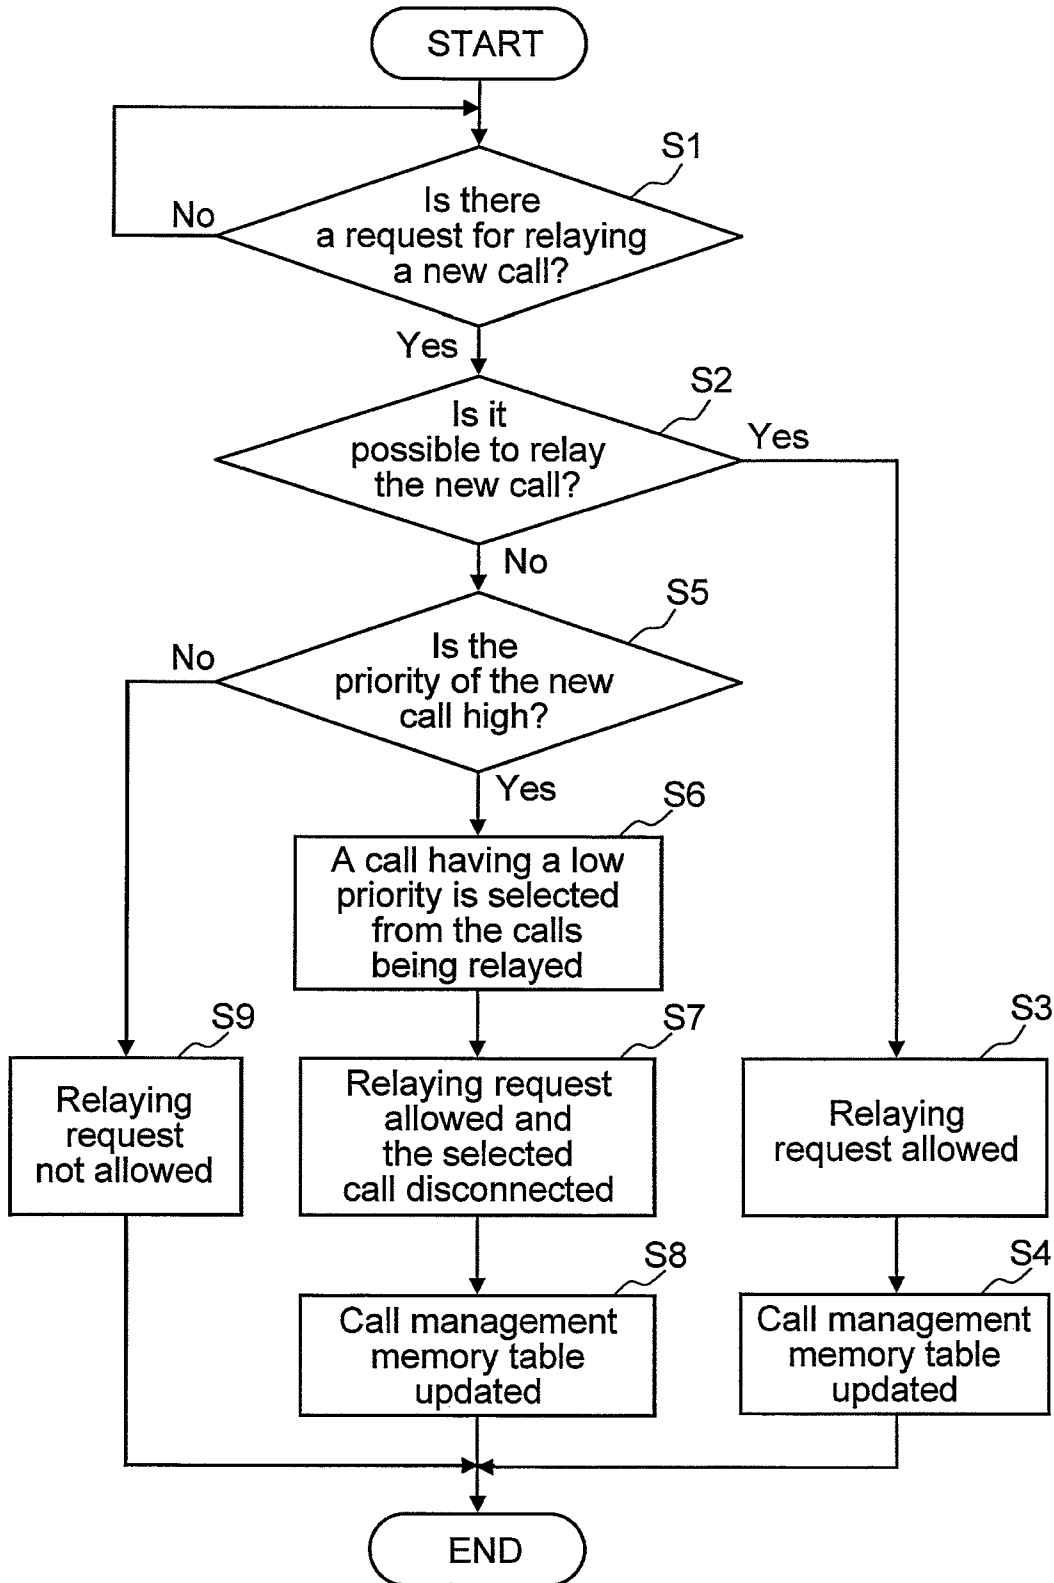 START
S1
Is there
a request for relaying
a new call?
No
Yes
S2
Is it
possible to relay
the new call?
Yes
No
S5
Is the
priority of the new
call high?
No
Yes
S6
A call having a low
priority is selected
from the calls
being relayed
S9
Relaying
request
not allowed
S7
Relaying request
allowed and
the selected
call disconnected
S3
Relaying
request allowed
S8
Call management
memory table
updated
S4
Call management
memory table
updated
END